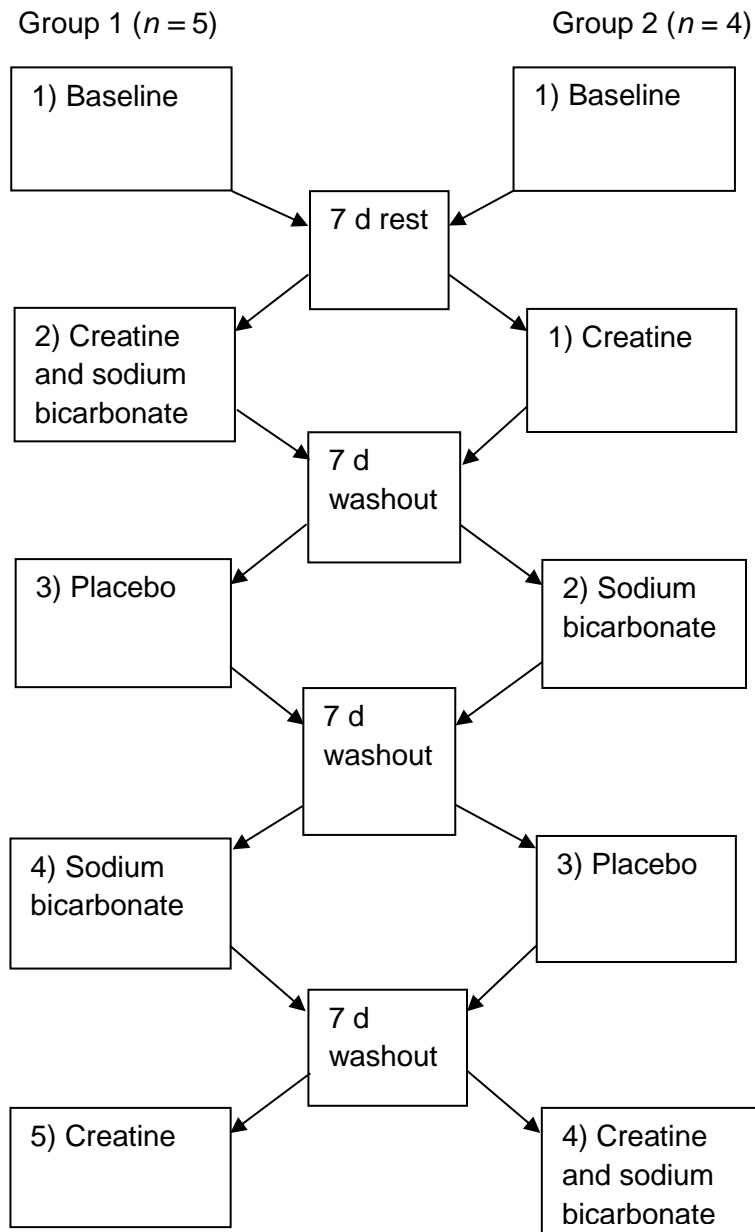 Group 1 (n = 5)
Group 2 (n = 4)
1) Baseline
1) Baseline
7 d rest
2) Creatine
and sodium
bicarbonate
1) Creatine
7 d
washout
3) Placebo
2) Sodium
bicarbonate
7 d
washout
4) Sodium
bicarbonate
3) Placebo
7 d
washout
5) Creatine
4) Creatine
and sodium
bicarbonate